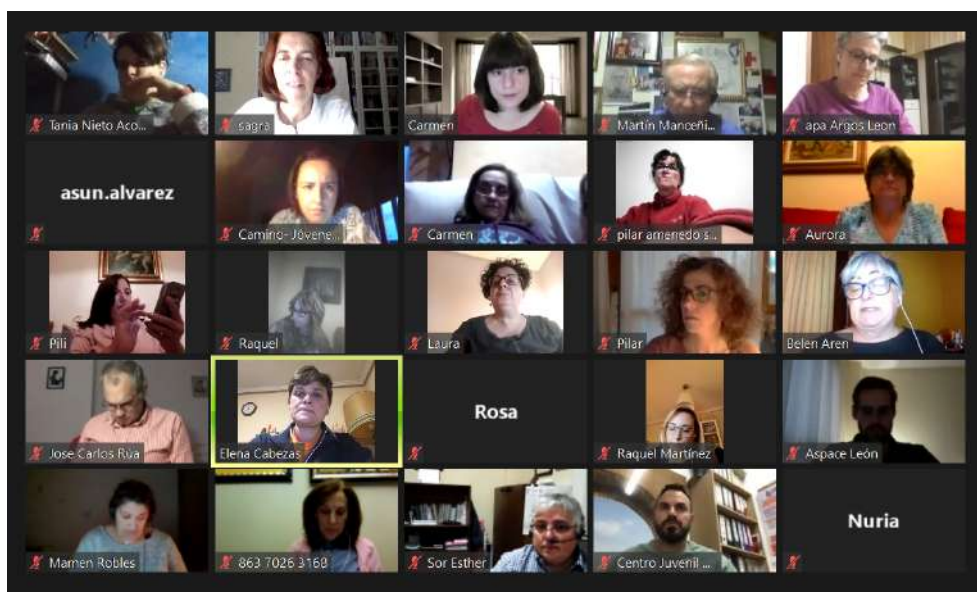 Tania Nieto Aco...
sagra
Carmen
Martín Manceñi...
apa Argos Leon
asun.alvarez
Camino- Jóvene...
Carmen
pilar amenedo s...
Aurora
Pili
Raquel
Laura
Pilar
Belen Aren
Jose Carlos Rúa
Elena Cabezas
Rosa
Raquel Martínez
Aspace León
Mamen Robles
863 7026 3168
Sor Esther
Centro Juvenil ...
Nuria